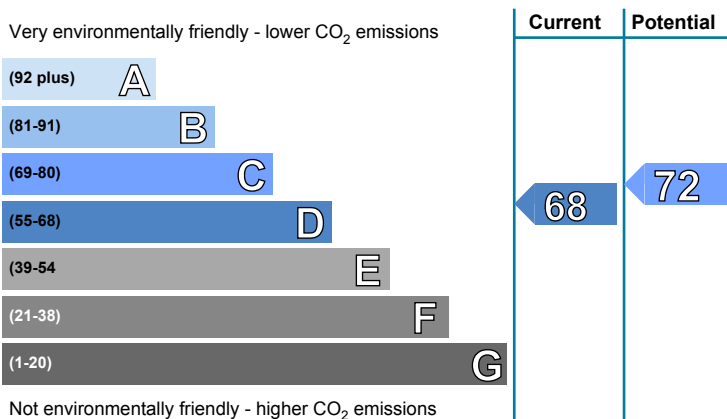 Current Potential
Very environmentally friendly - lower CO2 emissions
(92 plus) A
(81-91) B
(69-80) C
72
(55-68) D
68
(39-54 E
(21-38) F
(1-20) G
Not environmentally friendly - higher CO2 emissions